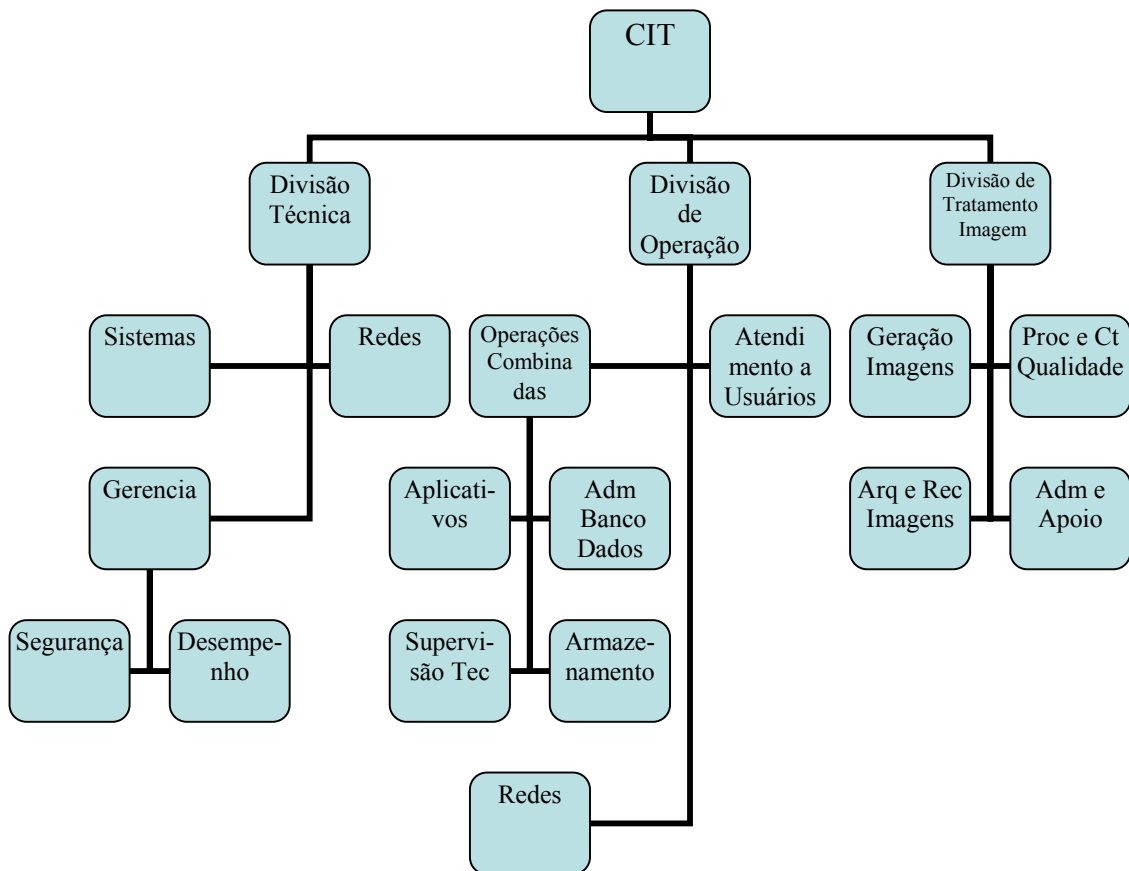 CIT
Divisão
Técnica
Divisão
de
Operação
Divisão de
Tratamento
Imagem
Sistemas
Redes
Operações
Combina
das
Atendi
mento a
Usuários
Geração
Imagens
Proc e Ct
Qualidade
Gerencia
Aplicati-
vos
Adm
Banco
Dados
Arq e Rec
Imagens
Adm e
Apoio
Segurança
Desempe-
nho
Supervi-
são Tec
Armaze-
namento
Redes